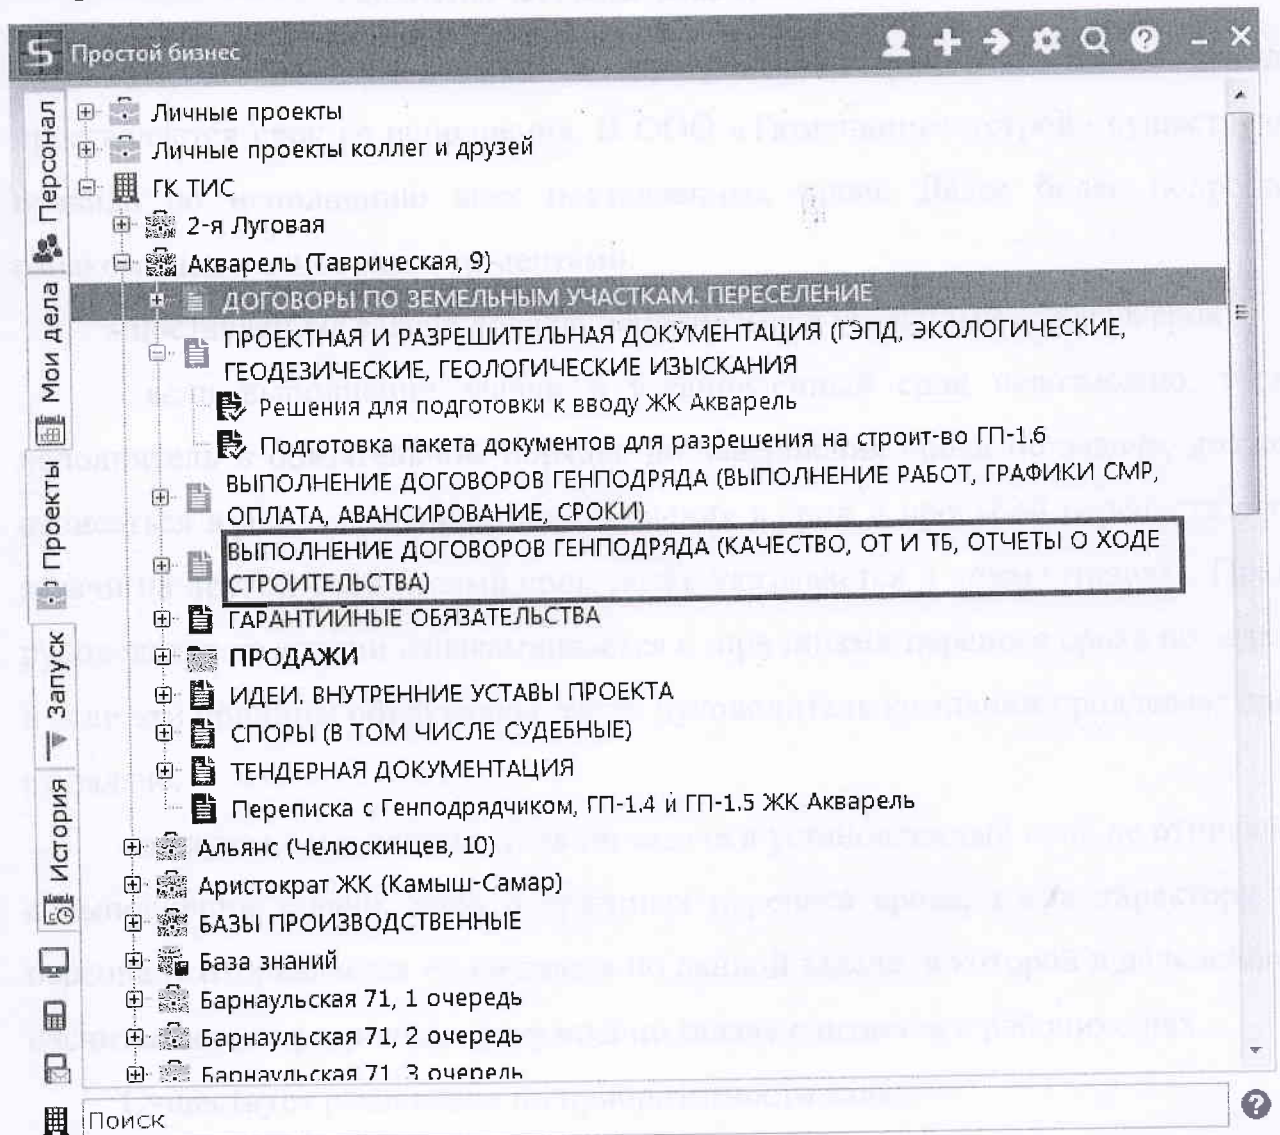 Простой бизнес
Персонал
Мои дела
Проекты
Запуск
История
Личные проекты
Личные проекты коллег и друзей
ГК ТИС
2-я Луговая
Акварель (Таврическая, 9)
ДОГОВОРЫ ПО ЗЕМЕЛЬНЫМ УЧАСТКАМ. ПЕРЕСЕЛЕНИЕ
ПРОЕКТНАЯ И РАЗРЕШИТЕЛЬНАЯ ДОКУМЕНТАЦИЯ (ГЭПД, ЭКОЛОГИЧЕСКИЕ,
ГЕОДЕЗИЧЕСКИЕ, ГЕОЛОГИЧЕСКИЕ ИЗЫСКАНИЯ
Решения для подготовки к вводу ЖК Акварель
Подготовка пакета документов для разрешения на строит-во ГП-1.6
ВЫПОЛНЕНИЕ ДОГОВОРОВ ГЕНПОДРЯДА (ВЫПОЛНЕНИЕ РАБОТ, ГРАФИКИ СМР,
ОПЛАТА, АВАНСИРОВАНИЕ, СРОКИ)
ВЫПОЛНЕНИЕ ДОГОВОРОВ ГЕНПОДРЯДА (КАЧЕСТВО, ОТ И ТБ, ОТЧЕТЫ О ХОДЕ
СТРОИТЕЛЬСТВА)
ГАРАНТИЙНЫЕ ОБЯЗАТЕЛЬСТВА
ПРОДАЖИ
ИДЕИ. ВНУТРЕННИЕ УСТАВЫ ПРОЕКТА
СПОРЫ (В ТОМ ЧИСЛЕ СУДЕБНЫЕ)
ТЕНДЕРНАЯ ДОКУМЕНТАЦИЯ
Переписка с Генподрядчиком, ГП-1.4 и ГП-1.5 ЖК Акварель
Альянс (Челюскинцев, 10)
Аристократ ЖК (Камыш-Самар)
БАЗЫ ПРОИЗВОДСТВЕННЫЕ
База знаний
Барнаульская 71, 1 очередь
Барнаульская 71, 2 очередь
Барнаульская 71, 3 очередь
Поиск